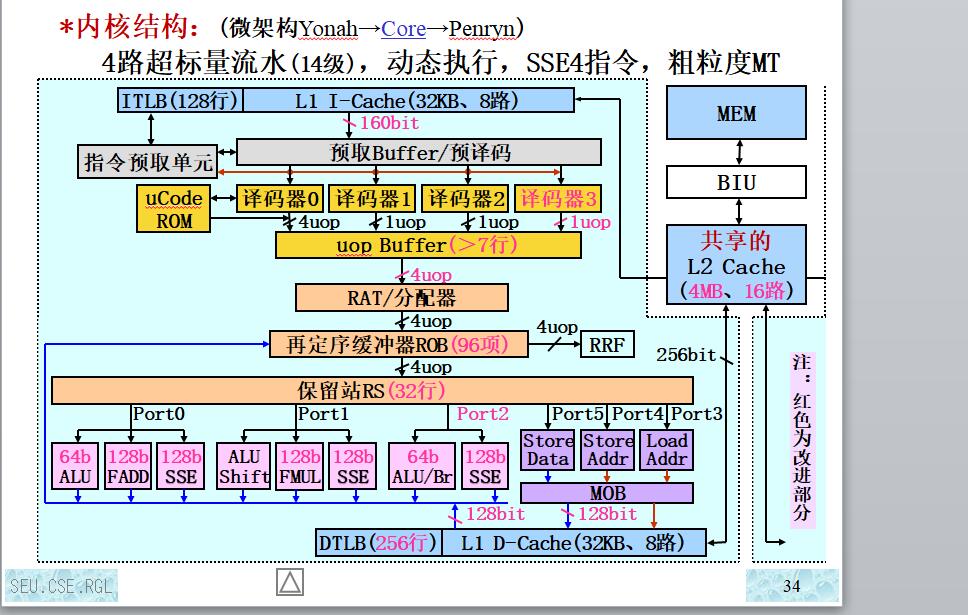 *内核结构：(微架构Yonah→Core→Penryn)
4路超标量流水(14级)，动态执行，SSE4指令，粗粒度MT
ITLB(128行)
L1 I-Cache(32KB、8路)
160bit
MEM
指令预取单元
预取Buffer/预译码
BIU
uCode
ROM
译码器0
译码器1
译码器2
译码器3
4uop
1uop
1uop
1uop
uop Buffer(＞7行)
共享的
L2 Cache
(4MB、16路)
4uop
RAT/分配器
4uop
再定序缓冲器ROB(96项)
4uop
RRF
256bit
4uop
保留站RS(32行)
Port0
Port1
Port2
Port5
Port4
Port3
64b
ALU
128b
FADD
128b
SSE
ALU
Shift
128b
FMUL
128b
SSE
64b
ALU/Br
128b
SSE
Store
Data
Store
Addr
Load
Addr
MOB
128bit
128bit
DTLB(256行)
L1 D-Cache(32KB、8路)
注：红色为改进部分
SEU.CSE.RGL
34